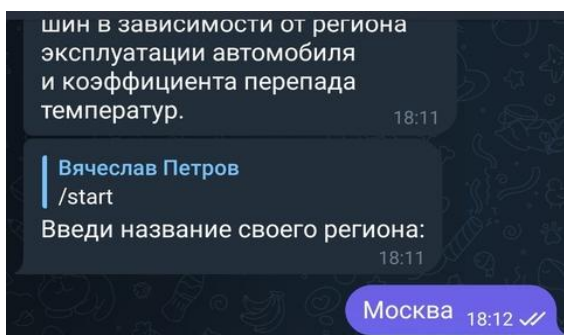 шин в зависимости от региона
эксплуатации автомобиля
и коэффициента перепада
температур.
18:11
Вячеслав Петров
/start
Введи название своего региона:
18:11
Москва 18:12